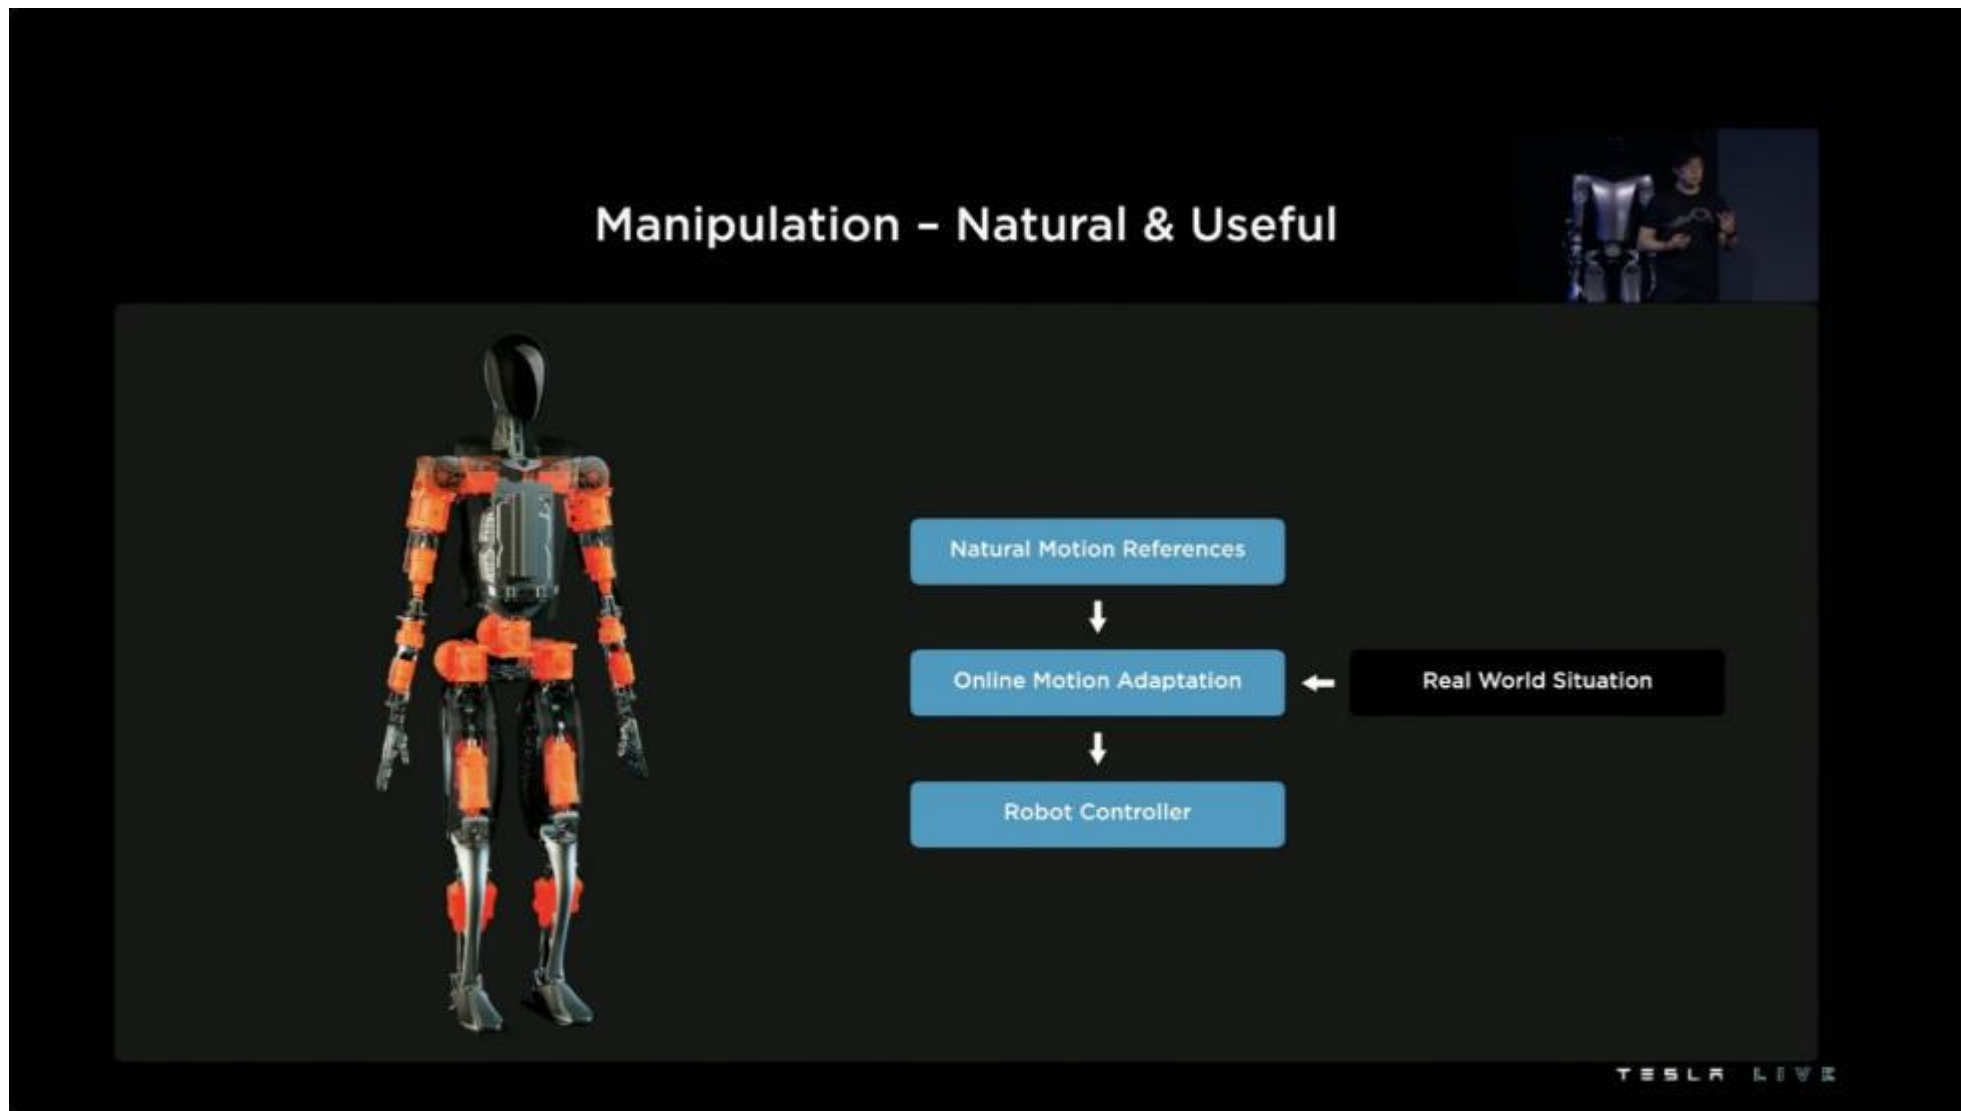 Manipulation – Natural & Useful
Natural Motion References
Online Motion Adaptation
Real World Situation
Robot Controller
TESLA LIVE